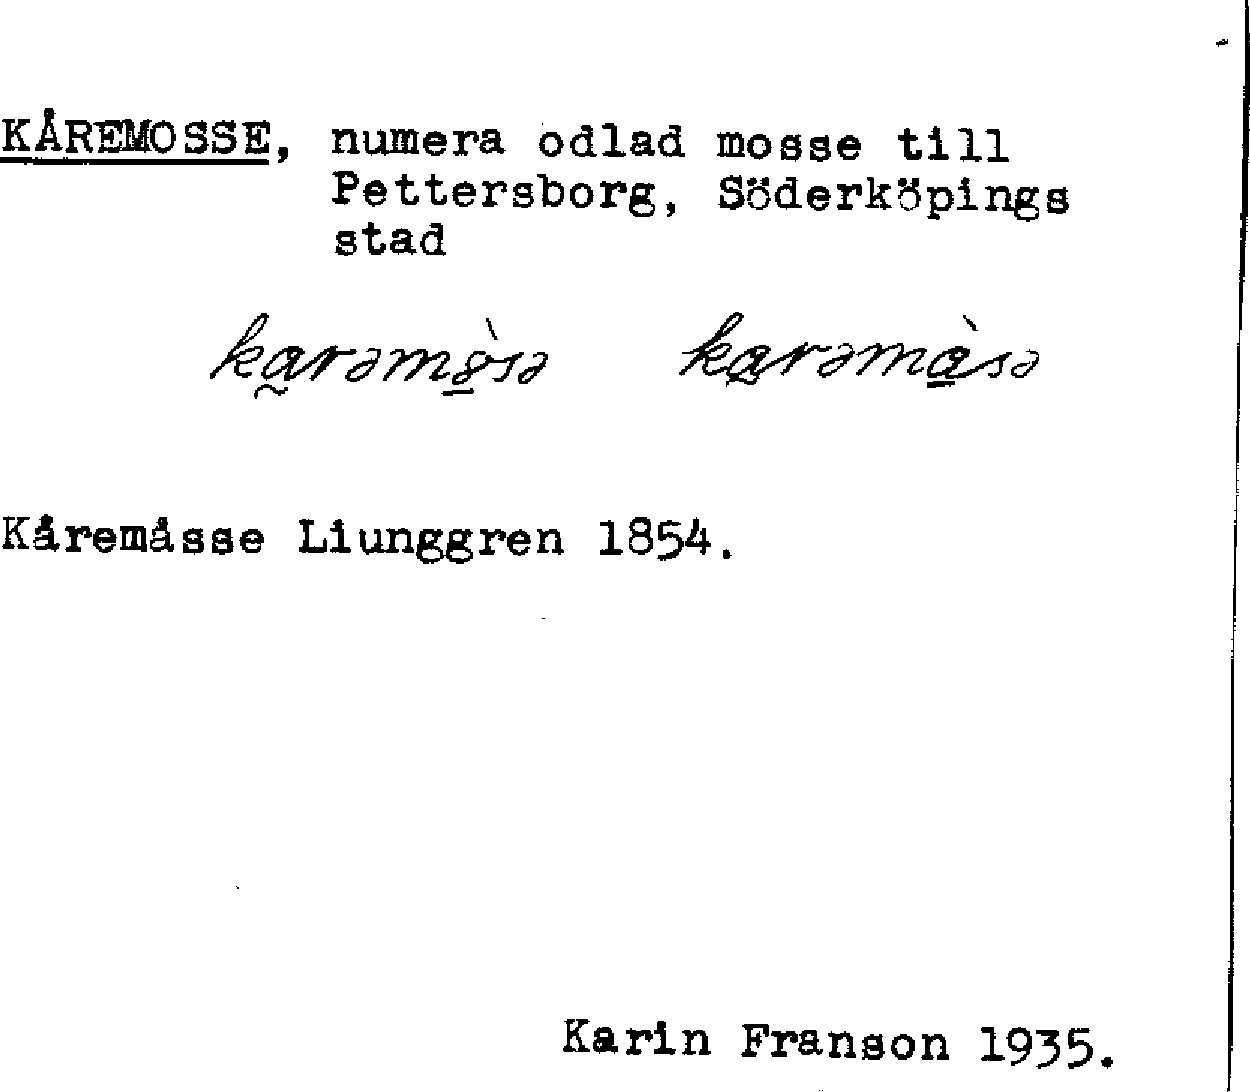 KÅREMOSSE, numera odlad mosse till
Pettersborg, Söderköpings
stad
Kåremåsse Liunggren 1854.
Karin Franson 1935.